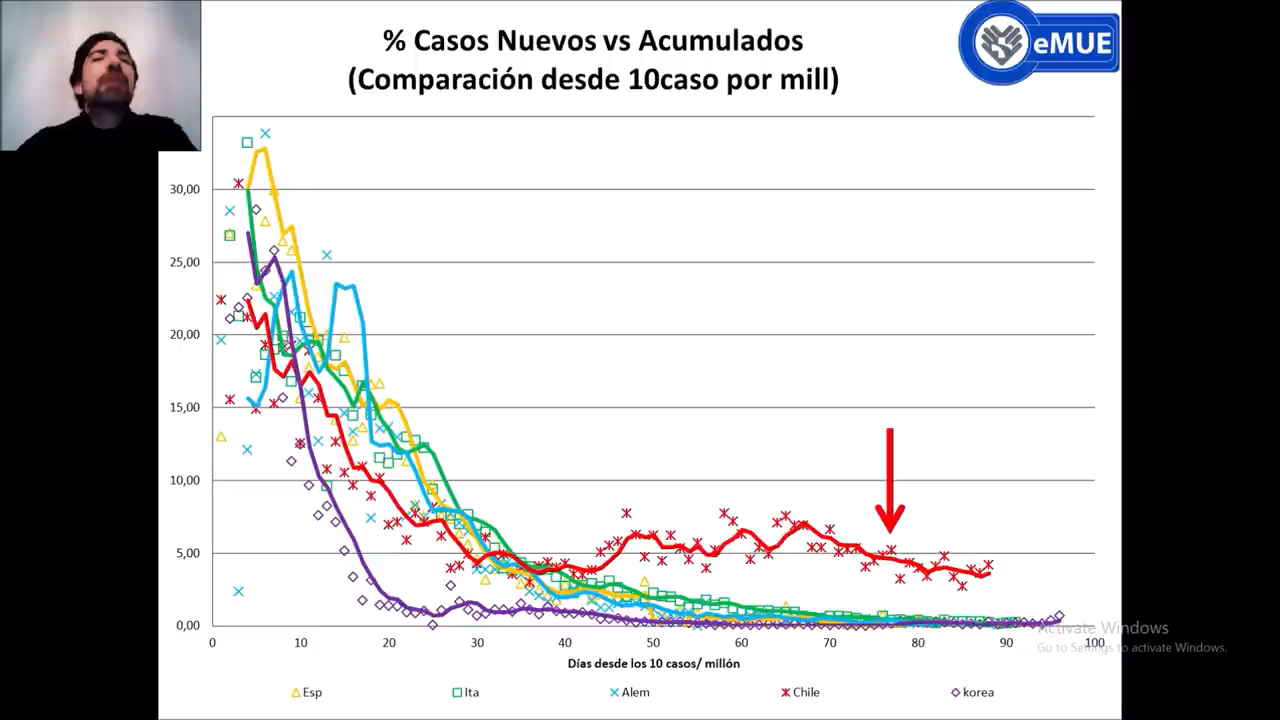 % Casos Nuevos vs Acumulados
(Comparación desde 10caso por mill)
eMUE
30,00
25,00
20,00
15,00
10,00
5,00
0,00
0 10 20 30 40 50 60 70 80 90 100
Días desde los 10 casos/ millón
Esp Ita Alem Chile korea
Activate Windows
Go to Settings to activate Windows.